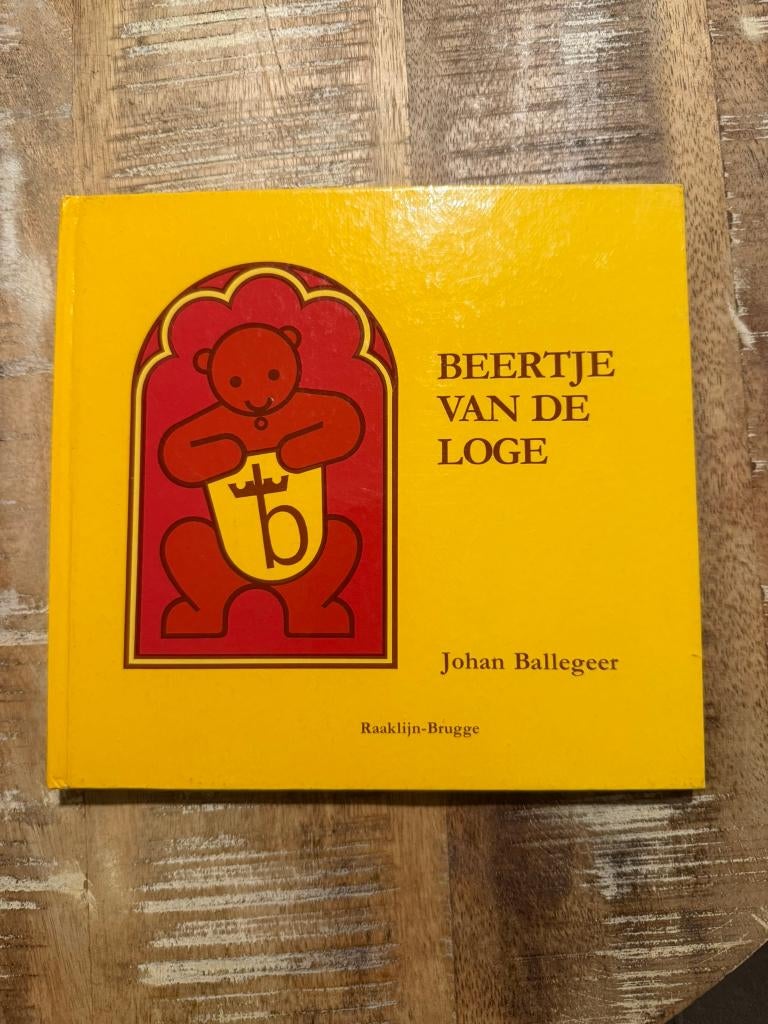 b
BEERTJE
VAN DE
LOGE
Johan Ballegeer
Raaklijn-Brugge